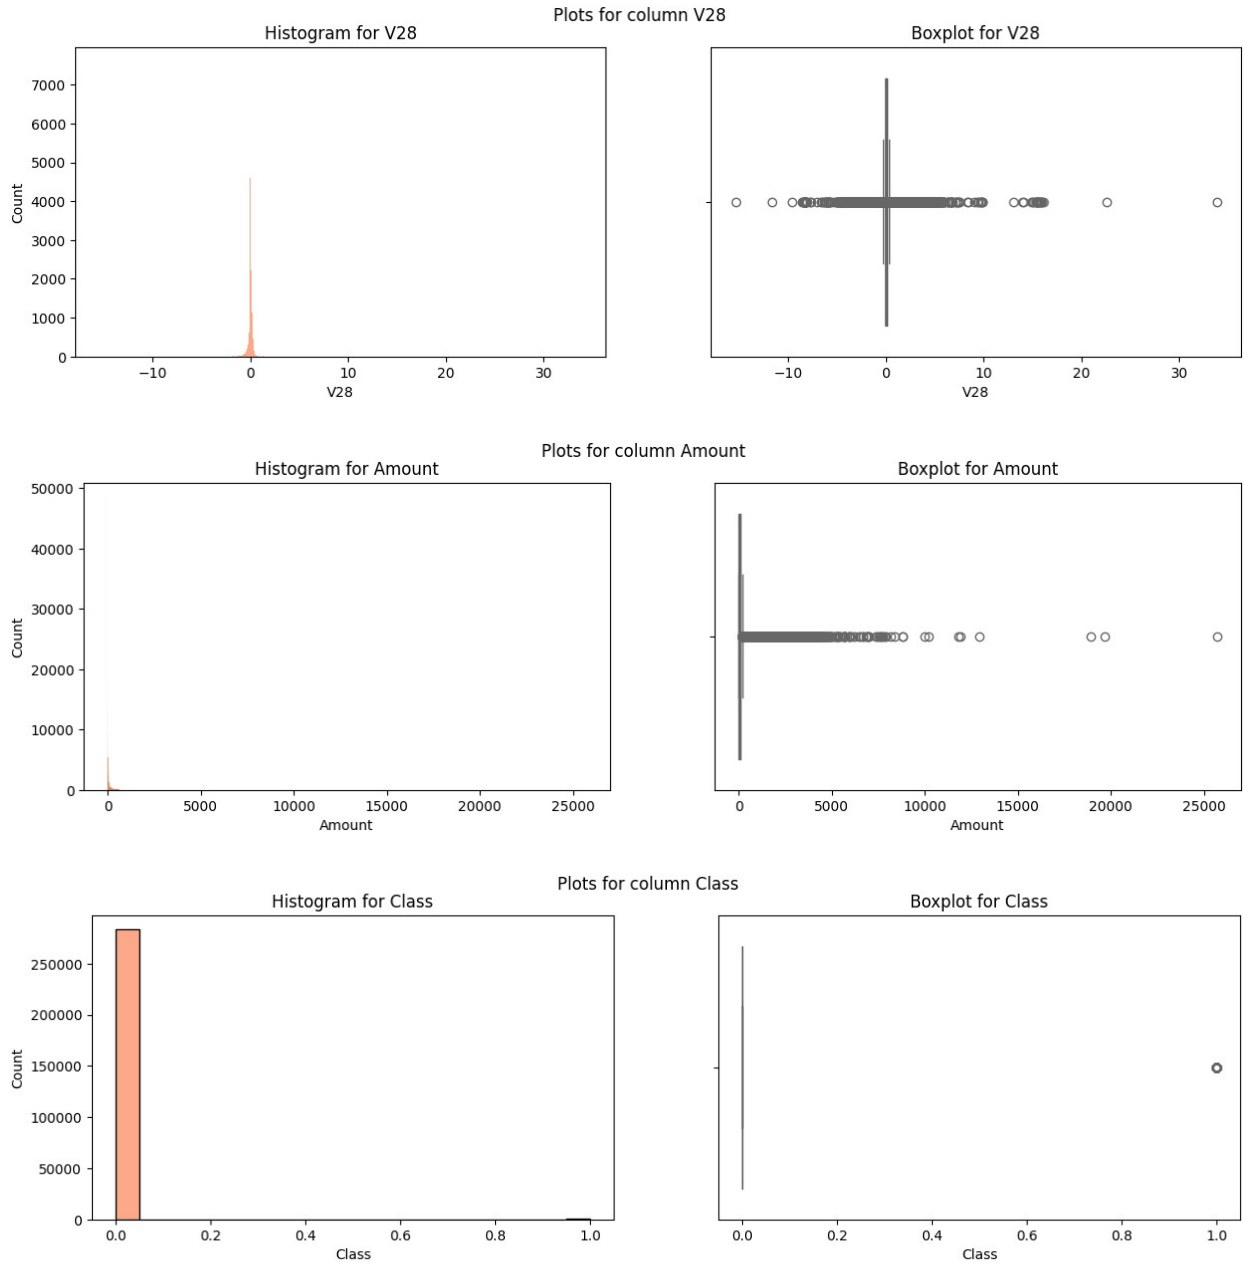 Plots for column V28
Histogram for V28
Boxplot for V28
7000
6000
5000
4000
3000
2000
1000
0
Count
−10 0 10 20 30
V28
−10 0 10 20 30
V28
Plots for column Amount
Histogram for Amount
Boxplot for Amount
50000
40000
30000
20000
10000
0
Count
0 5000 10000 15000 20000 25000
Amount
0 5000 10000 15000 20000 25000
Amount
Plots for column Class
Histogram for Class
Boxplot for Class
250000
200000
150000
100000
50000
0
Count
0.0 0.2 0.4 0.6 0.8 1.0
Class
0.0 0.2 0.4 0.6 0.8 1.0
Class